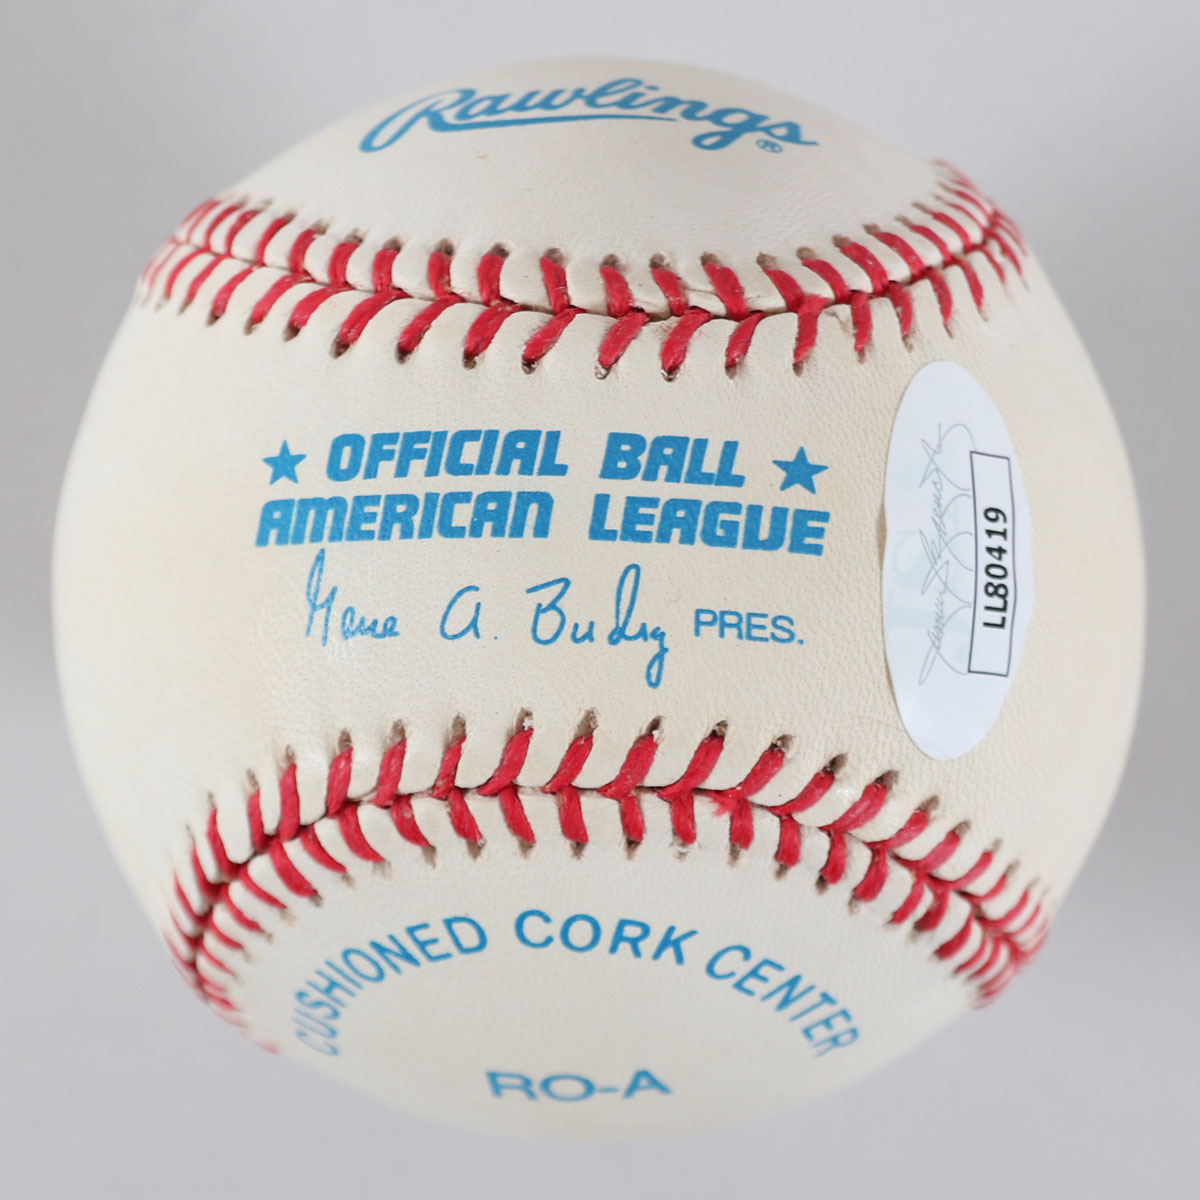 Rawlings®
★ OFFICIAL BALL ★
AMERICAN LEAGUE
Gene A. Budig PRES.
LL80419
CUSHIONED CORK CENTER
RO-A